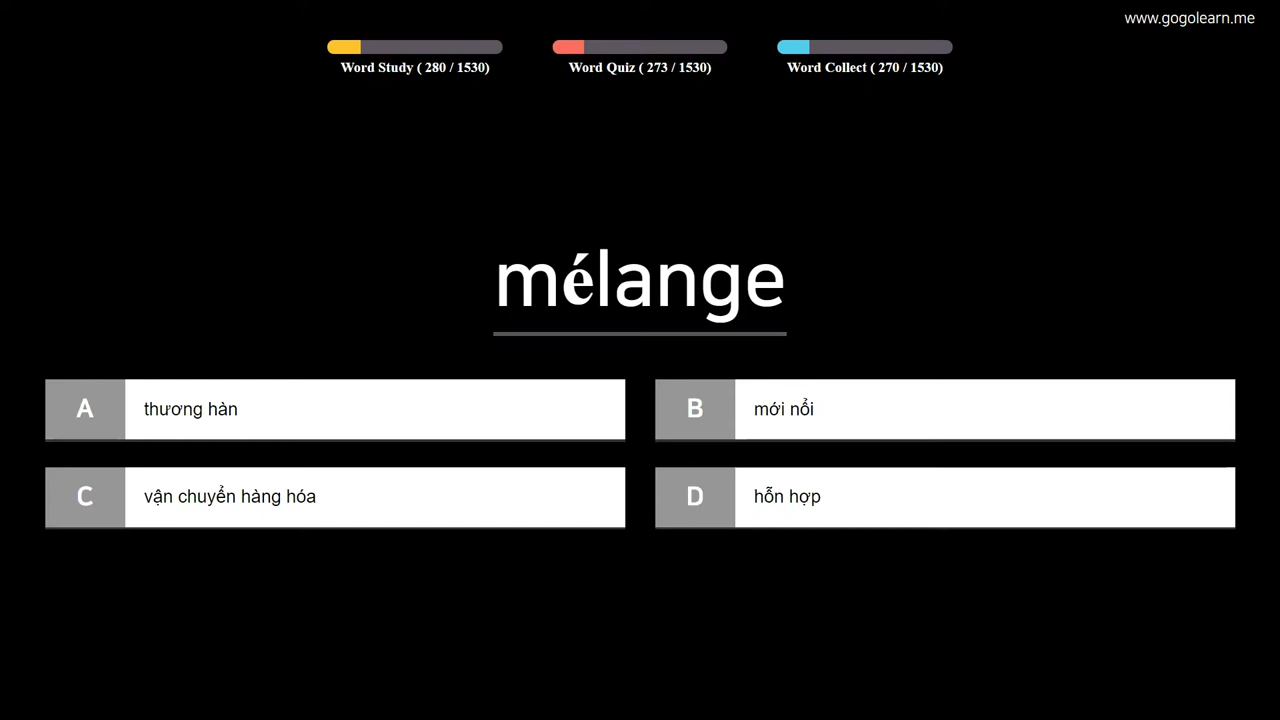 www.gogolearn.me
Word Study ( 280 / 1530)
Word Quiz ( 273 / 1530)
Word Collect ( 270 / 1530)
mélange
A thương hàn
B mới nổi
C vận chuyển hàng hóa
D hỗn hợp